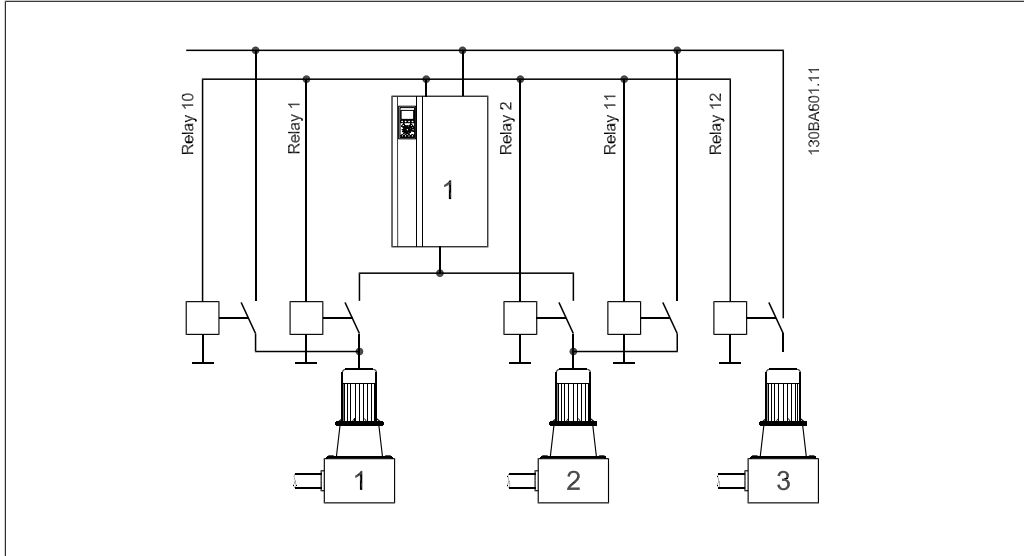 Relay 10
Relay 1
Relay 2
Relay 11
Relay 12
130BA601.11
1
1
2
3